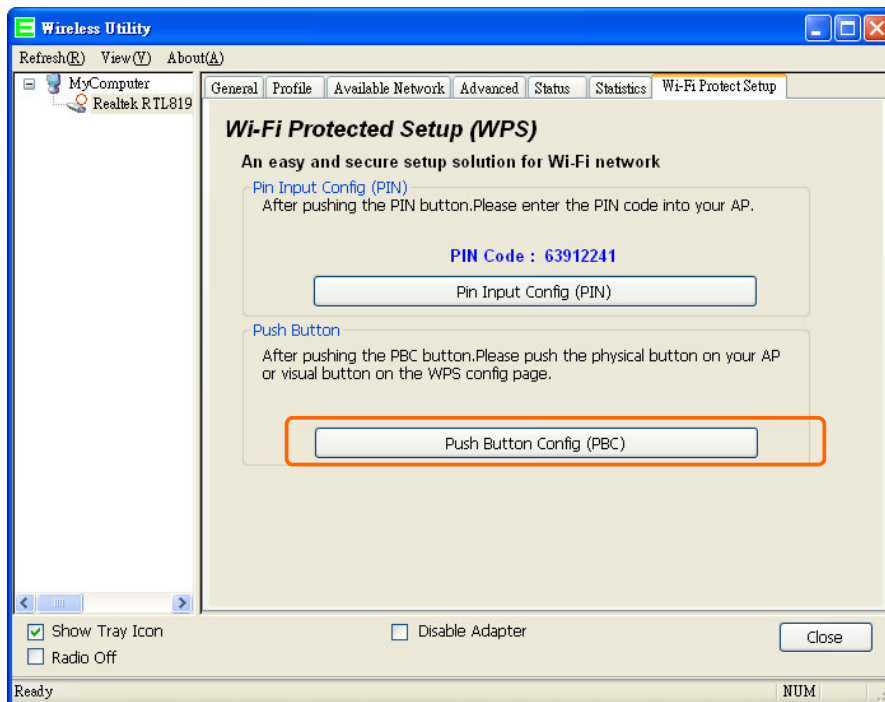 Wireless Utility
Refresh(R) View(V) About(A)
MyComputer
Realtek RTL819
General Profile Available Network Advanced Status Statistics Wi-Fi Protect Setup
Wi-Fi Protected Setup (WPS)
An easy and secure setup solution for Wi-Fi network
Pin Input Config (PIN)
After pushing the PIN button.Please enter the PIN code into your AP.
PIN Code : 63912241
Pin Input Config (PIN)
Push Button
After pushing the PBC button.Please push the physical button on your AP
or visual button on the WPS config page.
Push Button Config (PBC)
Show Tray Icon
Disable Adapter
Radio Off
Close
Ready
NUM